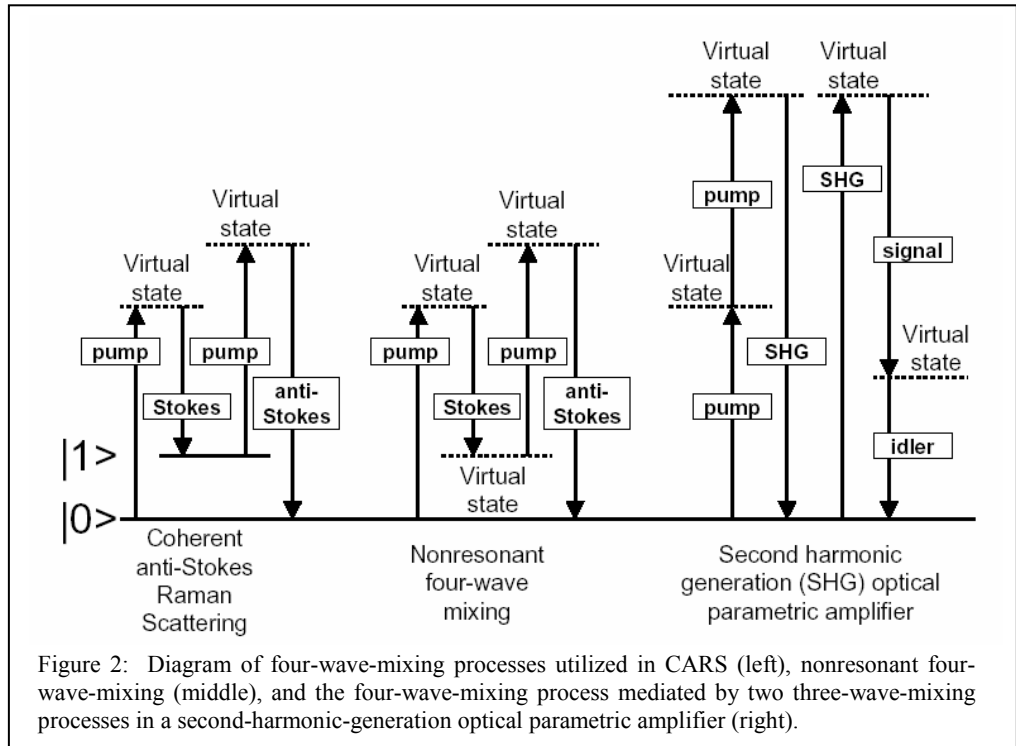 Virtual
state
Virtual
state
pump
SHG
SHG
signal
Virtual
state
pump
SHG
Virtual
state
idler
Virtual
state
Virtual
state
pump
pump
Stokes
anti-
Stokes
Virtual
state
Virtual
state
pump
pump
Stokes
anti-
Stokes
Virtual
state
|1>
|0>
Coherent
anti-Stokes
Raman
Scattering
Nonresonant
four-wave
mixing
Second harmonic
generation (SHG) optical
parametric amplifier
Figure 2: Diagram of four-wave-mixing processes utilized in CARS (left), nonresonant four-
wave-mixing (middle), and the four-wave-mixing process mediated by two three-wave-mixing
processes in a second-harmonic-generation optical parametric amplifier (right).